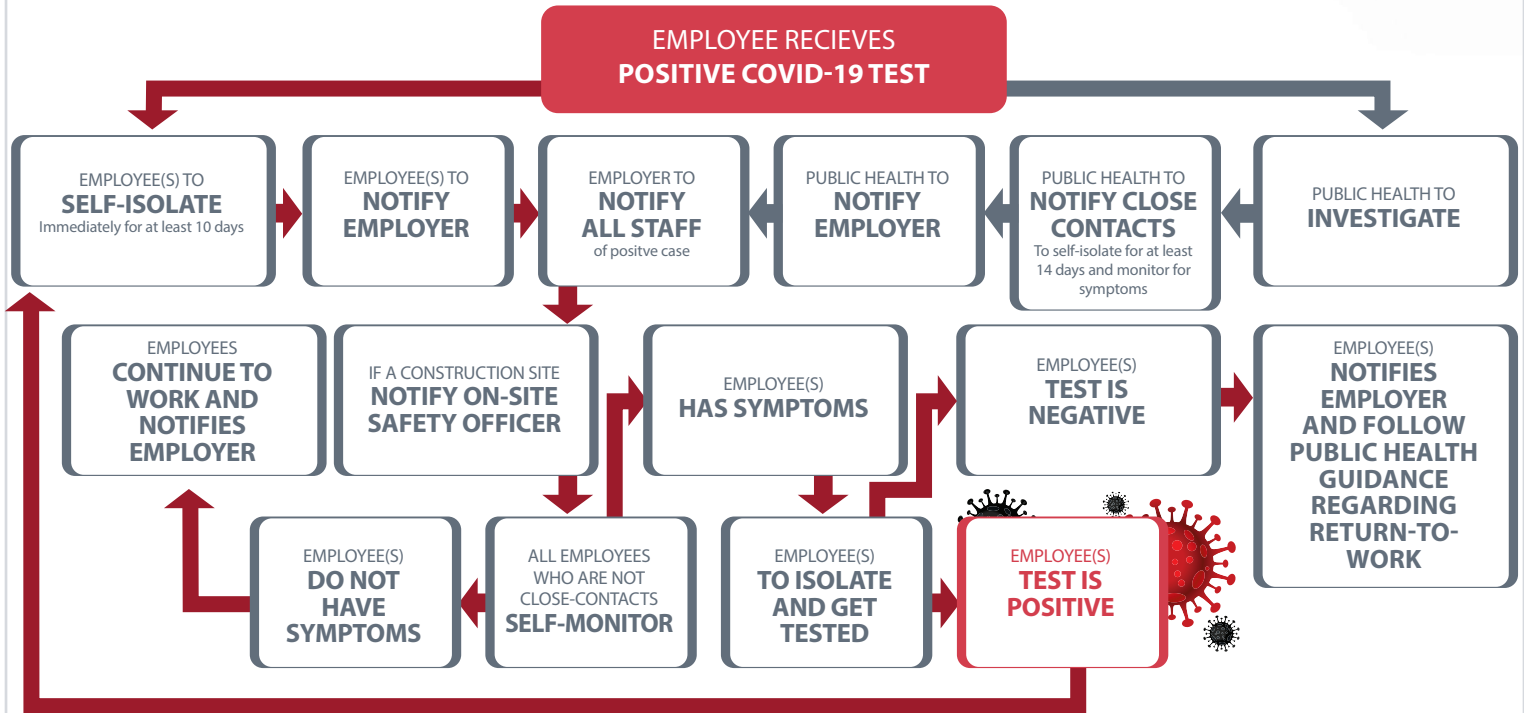 EMPLOYEE RECIEVES
POSITIVE COVID-19 TEST
EMPLOYEE(S) TO
SELF-ISOLATE
Immediately for at least 10 days
EMPLOYEE(S) TO
NOTIFY
EMPLOYER
EMPLOYER TO
NOTIFY
ALL STAFF
of positve case
PUBLIC HEALTH TO
NOTIFY
EMPLOYER
PUBLIC HEALTH TO
NOTIFY CLOSE
CONTACTS
To self-isolate for at least
14 days and monitor for
symptoms
PUBLIC HEALTH TO
INVESTIGATE
EMPLOYEES
CONTINUE TO
WORK AND
NOTIFIES
EMPLOYER
IF A CONSTRUCTION SITE
NOTIFY ON-SITE
SAFETY OFFICER
EMPLOYEE(S)
HAS SYMPTOMS
EMPLOYEE(S)
TEST IS
NEGATIVE
EMPLOYEE(S)
NOTIFIES
EMPLOYER
AND FOLLOW
PUBLIC HEALTH
GUIDANCE
REGARDING
RETURN-TO-
WORK
EMPLOYEE(S)
DO NOT
HAVE
SYMPTOMS
ALL EMPLOYEES
WHO ARE NOT
CLOSE-CONTACTS
SELF-MONITOR
EMPLOYEE(S)
TO ISOLATE
AND GET
TESTED
EMPLOYEE(S)
TEST IS
POSITIVE